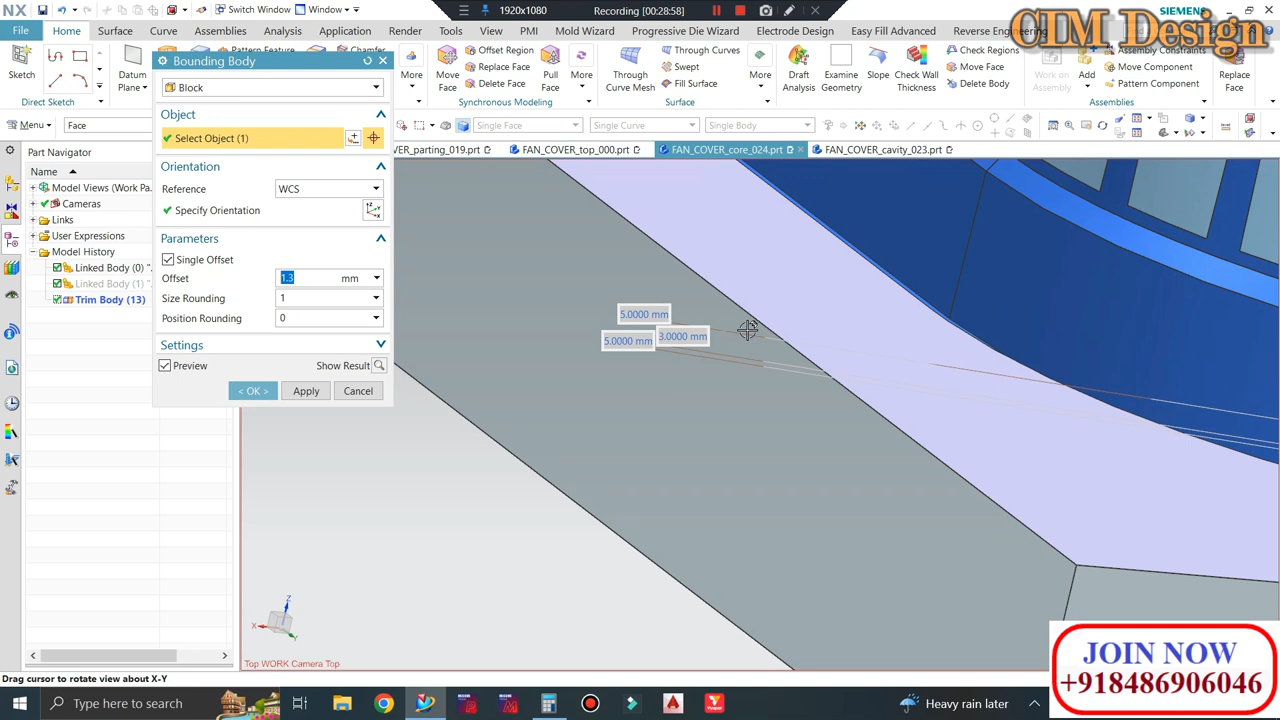 NX
Switch Window
Window
1920x1080
Recording [00:28:58]
SIEMENS
CIM Design
File
Home
Surface
Curve
Assemblies
Analysis
Application
Render
Tools
View
PMI
Mold Wizard
Progressive Die Wizard
Electrode Design
Easy Fill Advanced
Sketch
Direct Sketch
Datum
Plane
Pattern Feature
Chamfer
More
Move
Face
Offset Region
Replace Face
Delete Face
Pull
Face
More
Synchronous Modeling
Through
Curve Mesh
Through Curves
Swept
Fill Surface
More
Surface
Draft
Analysis
Examine
Geometry
Slope
Check Wall
Thickness
Check Regions
Move Face
Delete Body
Work on
Assembly
Add
Assembly Constraints
Move Component
Pattern Component
Assemblies
Replace
Face
Menu
Face
Single Face
Single Curve
Single Body
VER_parting_019.prt
FAN_COVER_top_000.prt
FAN_COVER_core_024.prt
FAN_COVER_cavity_023.prt
Part Navigator
Name
Model Views (Work Pa.
Cameras
Links
User Expressions
Model History
Linked Body (0) "..
Linked Body (1) "..
Trim Body (13)
Bounding Body
Block
Object
Select Object (1)
Orientation
Reference
WCS
Specify Orientation
Parameters
Single Offset
Offset
1.3
mm
Size Rounding
1
Position Rounding
0
Settings
Preview
Show Result
< OK >
Apply
Cancel
5.0000 mm
5.0000 mm
3.0000 mm
Z
X
Y
Top WORK Camera Top
Drag cursor to rotate view about X-Y
JOIN NOW
+918486906046
Type here to search
Heavy rain later